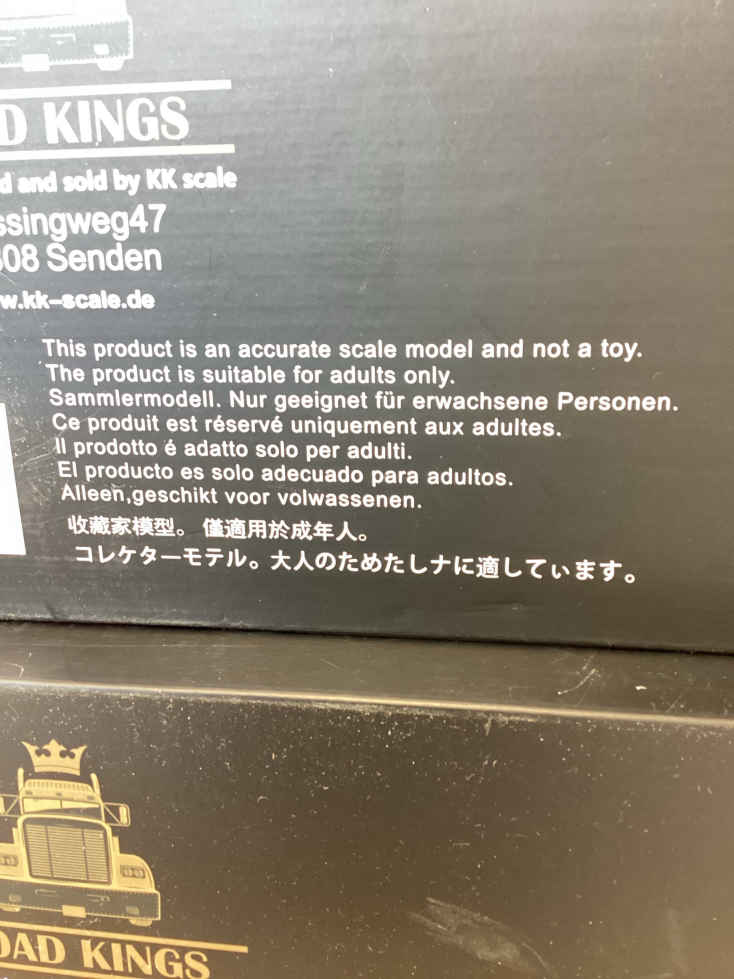 D KINGS
d and sold by KK scale
ssingweg47
308 Senden
w.kk-scale.de
This product is an accurate scale model and not a toy.
The product is suitable for adults only.
Sammlermodell. Nur geeignet für erwachsene Personen.
Ce produit est réservé uniquement aux adultes.
Il prodotto é adatto solo per adulti.
El producto es solo adecuado para adultos.
Alleen,geschikt voor volwassenen.
收藏家模型。 僅適用於成年人。
コレケターモテル。大人のためたしナに適してぃます。
OAD KINGS